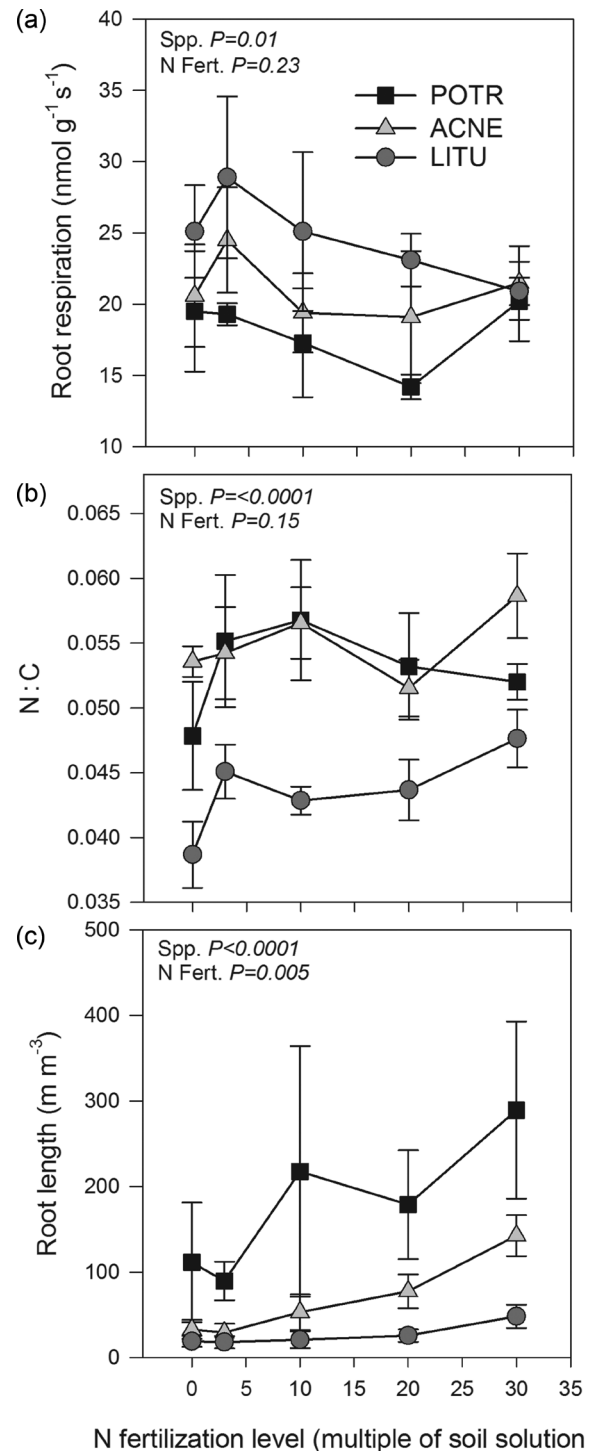 (a)
40
35
30
25
20
15
10
Root respiration (nmol g⁻¹ s⁻¹)
Spp. P=0.01
N Fert. P=0.23
POTR
ACNE
LITU
(b)
0.065
0.060
0.055
0.050
0.045
0.040
0.035
N:C
Spp. P=<0.0001
N Fert. P=0.15
(c)
500
400
300
200
100
0
Root length (m m⁻³)
Spp. P<0.0001
N Fert. P=0.005
0 5 10 15 20 25 30 35
N fertilization level (multiple of soil solution